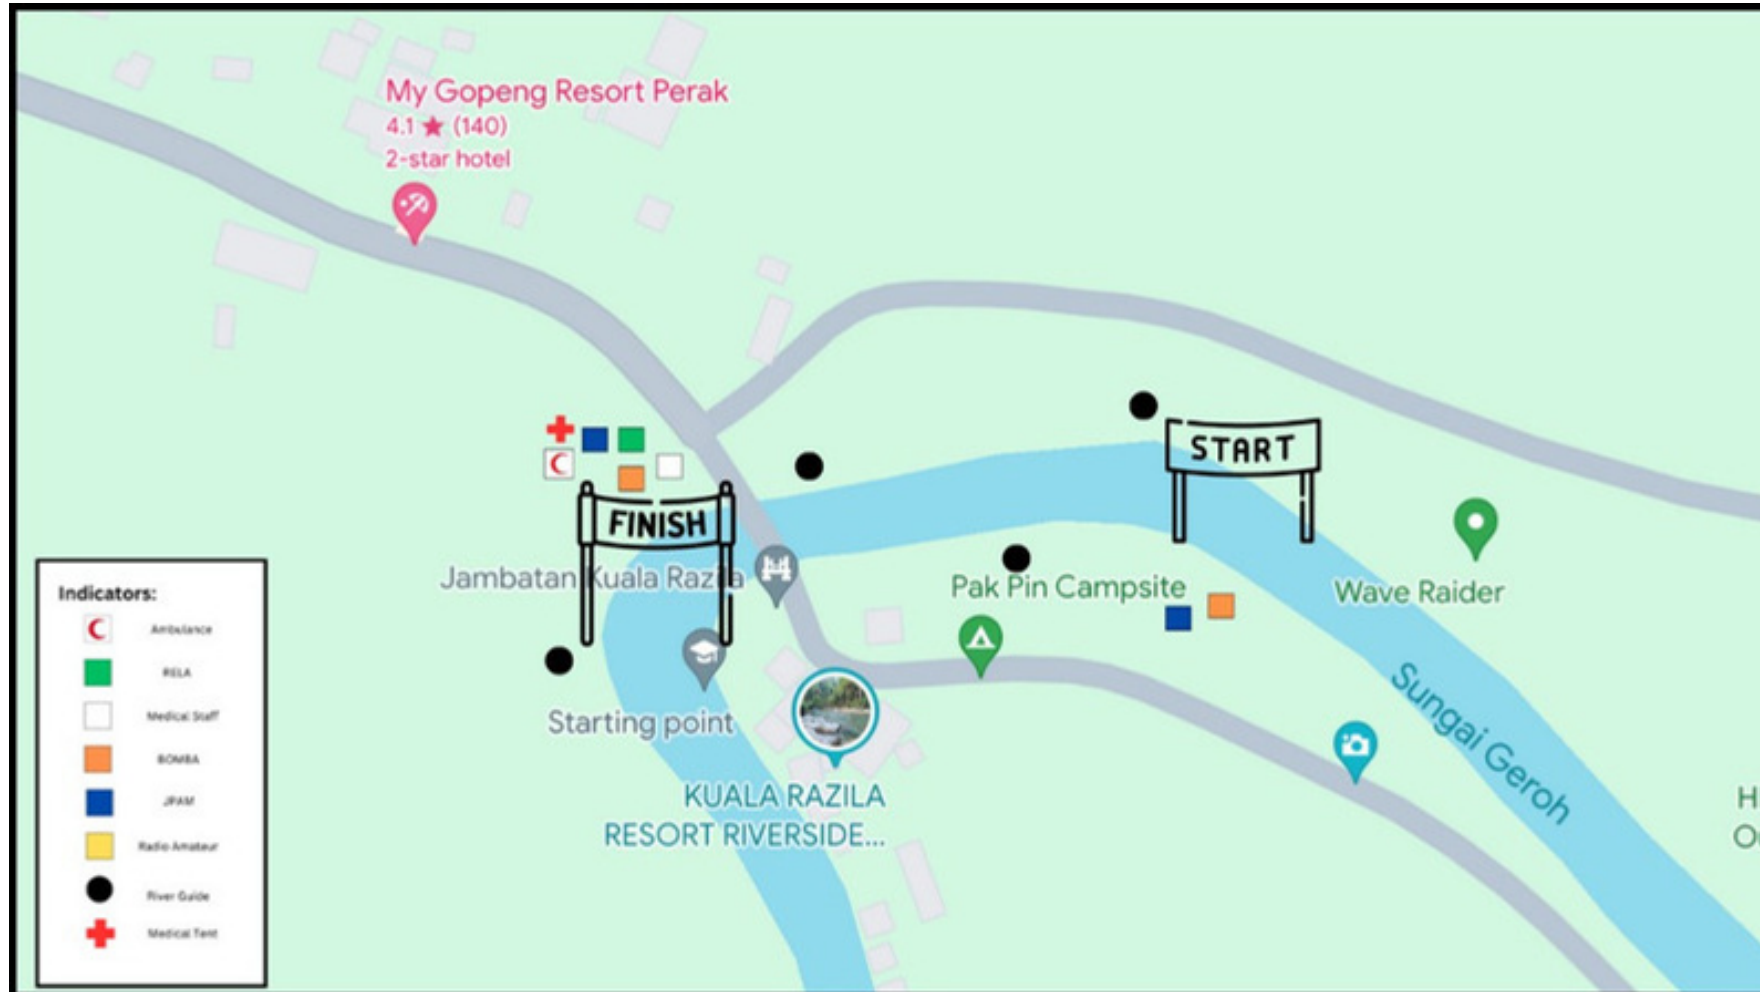 My Gopeng Resort Perak
4.1 ★ (140)
2-star hotel
START
FINISH
Jambatan Kuala Razila
Pak Pin Campsite
Wave Raider
Starting point
Sungai Geroh
KUALA RAZILA
RESORT RIVERSIDE...
H
Ou
Indicators:
Ambulance
RELA
Medical Staff
BOMBA
JPAM
Radio Amateur
River Guide
Medical Tent